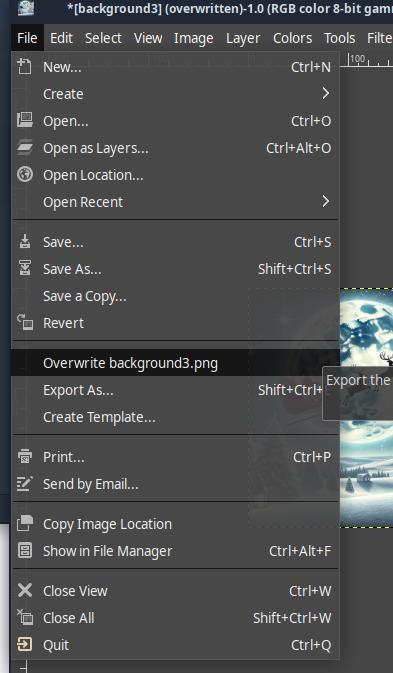 *[background3] (overwritten)-1.0 (RGB color 8-bit
File Edit Select View Image Layer Colors Tools
100
New... Ctrl+N
Create
Open... Ctrl+O
Open as Layers... Ctrl+Alt+O
Open Location...
Open Recent
Save... Ctrl+S
Save As... Shift+Ctrl+S
Save a Copy...
Revert
Overwrite background3.png
Export As... Shift+Ctrl+
Export the
Create Template...
Print... Ctrl+P
Send by Email...
Copy Image Location
Show in File Manager Ctrl+Alt+F
Close View Ctrl+W
Close All Shift+Ctrl+W
Quit Ctrl+Q